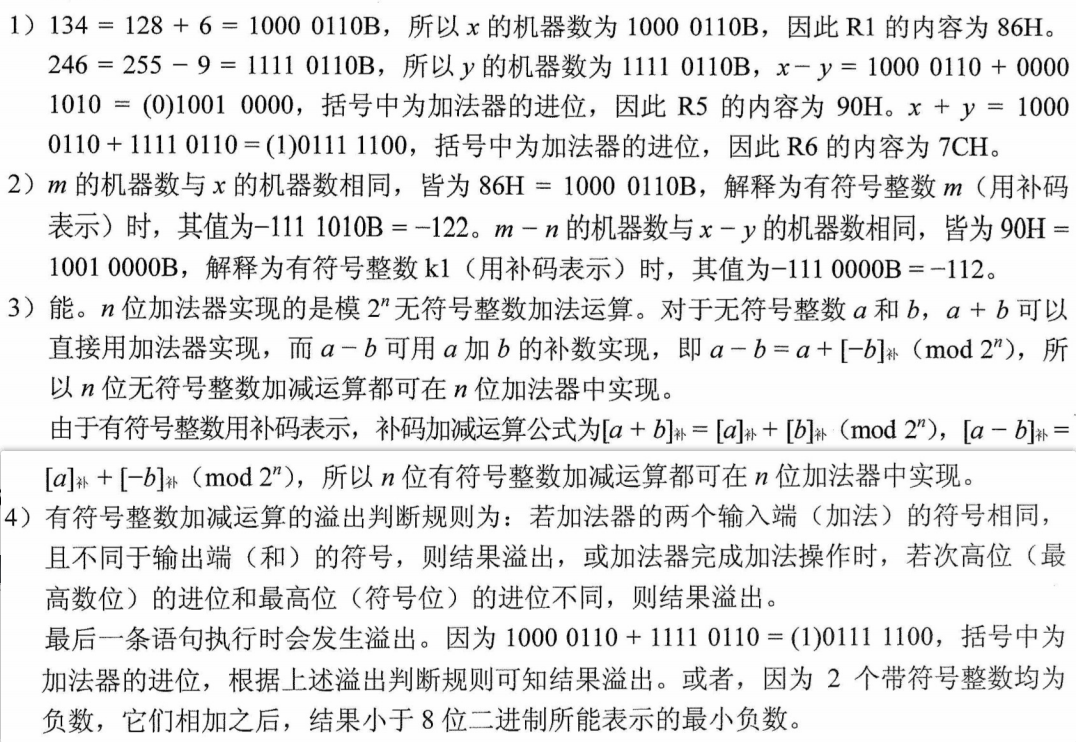 1）134 = 128 + 6 = 1000 0110B，所以 x 的机器数为 1000 0110B，因此 R1 的内容为 86H。
246 = 255 − 9 = 1111 0110B，所以 y 的机器数为 1111 0110B，x − y = 1000 0110 + 0000
1010 = (0)1001 0000，括号中为加法器的进位，因此 R5 的内容为 90H。x + y = 1000
0110 + 1111 0110 = (1)0111 1100，括号中为加法器的进位，因此 R6 的内容为 7CH。
2）m 的机器数与 x 的机器数相同，皆为 86H = 1000 0110B，解释为有符号整数 m（用补码
表示）时，其值为−111 1010B = −122。m − n 的机器数与 x − y 的机器数相同，皆为 90H =
1001 0000B，解释为有符号整数 k1（用补码表示）时，其值为−111 0000B = −112。
3）能。n 位加法器实现的是模 2ⁿ 无符号整数加法运算。对于无符号整数 a 和 b，a + b 可以
直接用加法器实现，而 a − b 可用 a 加 b 的补数实现，即 a − b = a + [−b]补（mod 2ⁿ），所
以 n 位无符号整数加减运算都可在 n 位加法器中实现。
由于有符号整数用补码表示，补码加减运算公式为[a + b]补 = [a]补 + [b]补（mod 2ⁿ），[a − b]补 =
[a]补 + [−b]补（mod 2ⁿ），所以 n 位有符号整数加减运算都可在 n 位加法器中实现。
4）有符号整数加减运算的溢出判断规则为：若加法器的两个输入端（加法）的符号相同，
且不同于输出端（和）的符号，则结果溢出，或加法器完成加法操作时，若次高位（最
高数位）的进位和最高位（符号位）的进位不同，则结果溢出。
最后一条语句执行时会发生溢出。因为 1000 0110 + 1111 0110 = (1)0111 1100，括号中为
加法器的进位，根据上述溢出判断规则可知结果溢出。或者，因为 2 个带符号整数均为
负数，它们相加之后，结果小于 8 位二进制所能表示的最小负数。